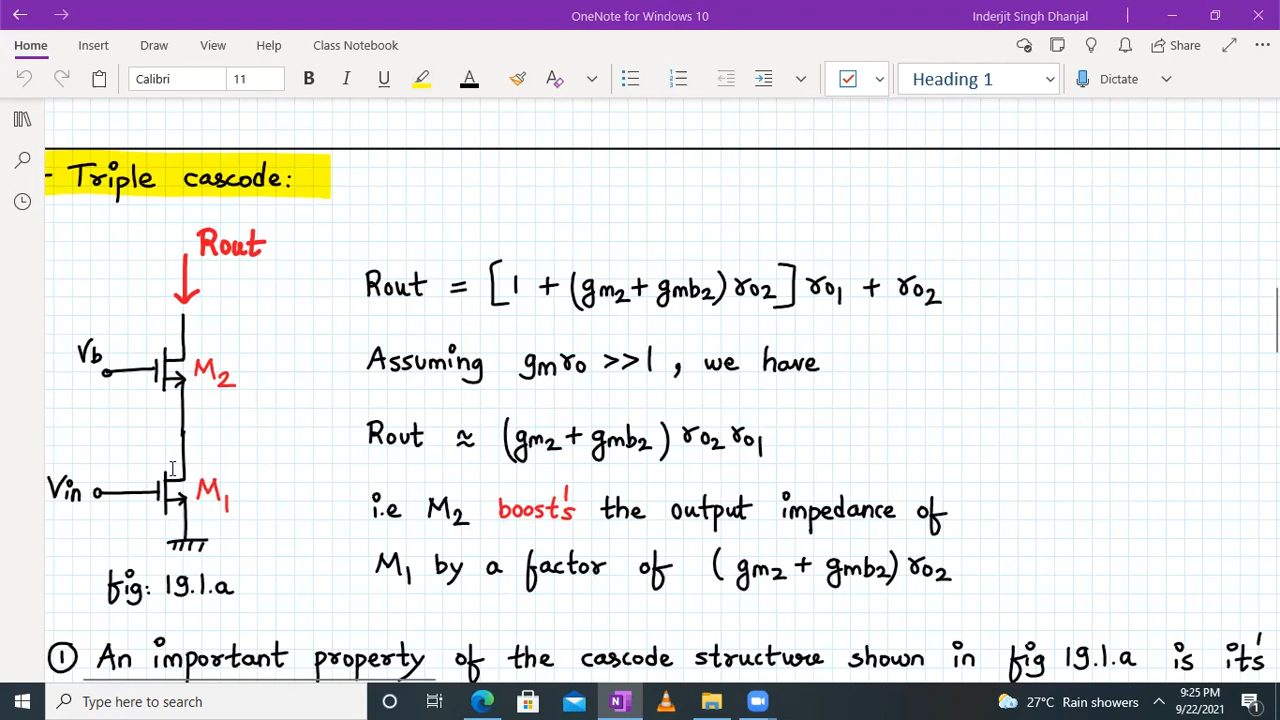 OneNote for Windows 10
Inderjit Singh Dhanjal
Home Insert Draw View Help Class Notebook
Share
Calibri 11 B I U A
Heading 1
Dictate
- Triple cascode:
Rout
Vb
M2
Vin
M1
fig: 19.1.a
Rout = [1 + (gm2 + gmb2) ro2] ro1 + ro2
Assuming gmro >>1 , we have
Rout ≈ (gm2 + gmb2) ro2 ro1
i.e M2 boost's the output impedance of
M1 by a factor of (gm2 + gmb2) ro2
① An important property of the cascode structure shown in fig 19.1.a is it's
Type here to search
27°C Rain showers
9:25 PM
9/22/2021
1